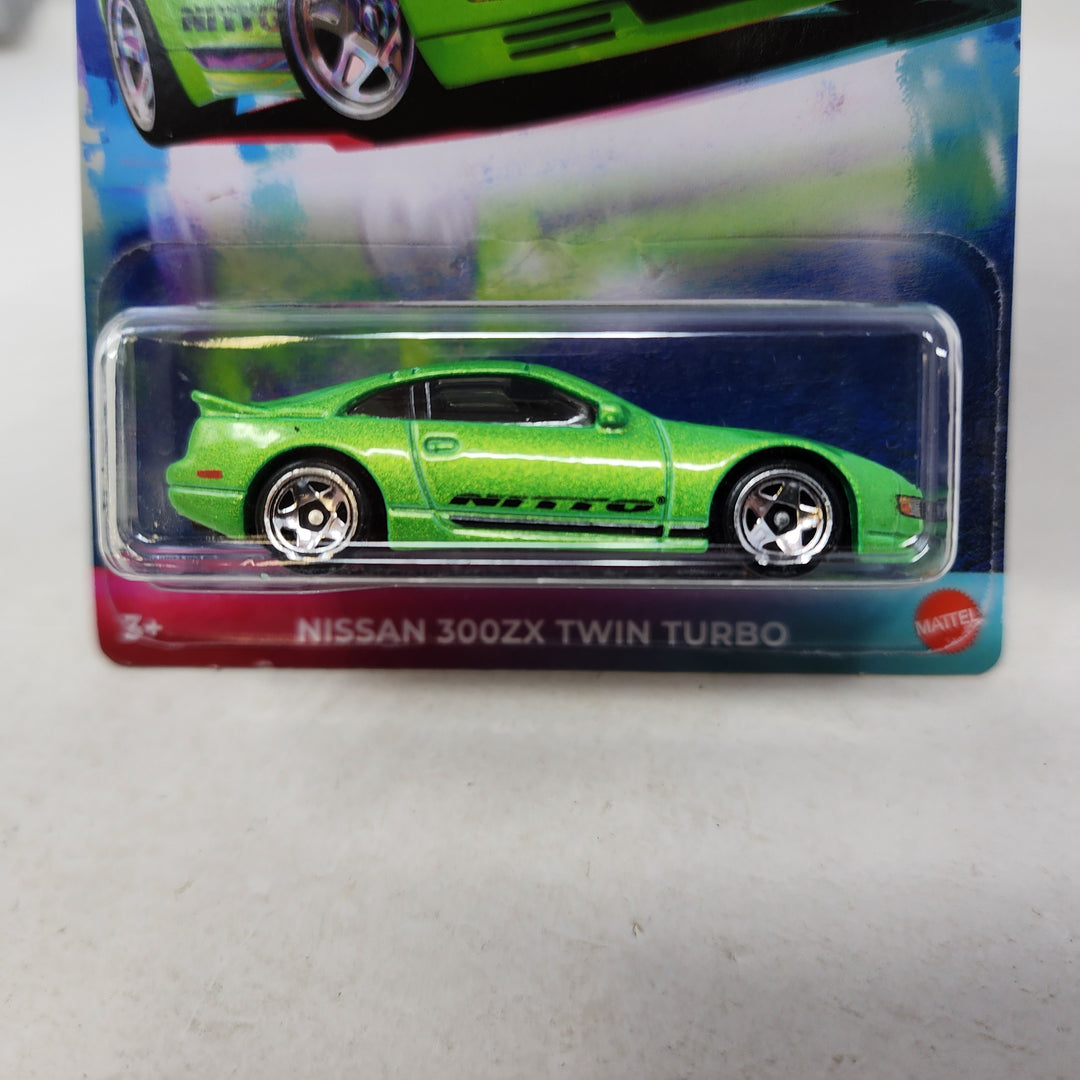 NITTO
NITTO®
3+
NISSAN 300ZX TWIN TURBO
MATTEL